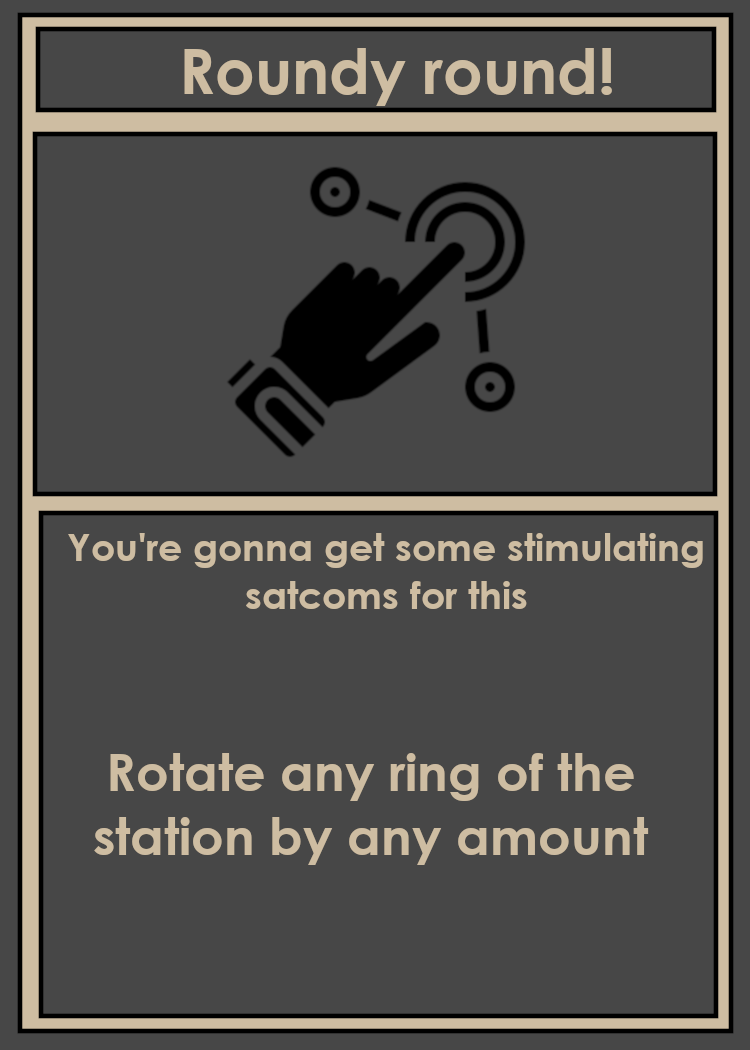 Roundy round!
You're gonna get some stimulating
satcoms for this
Rotate any ring of the
station by any amount